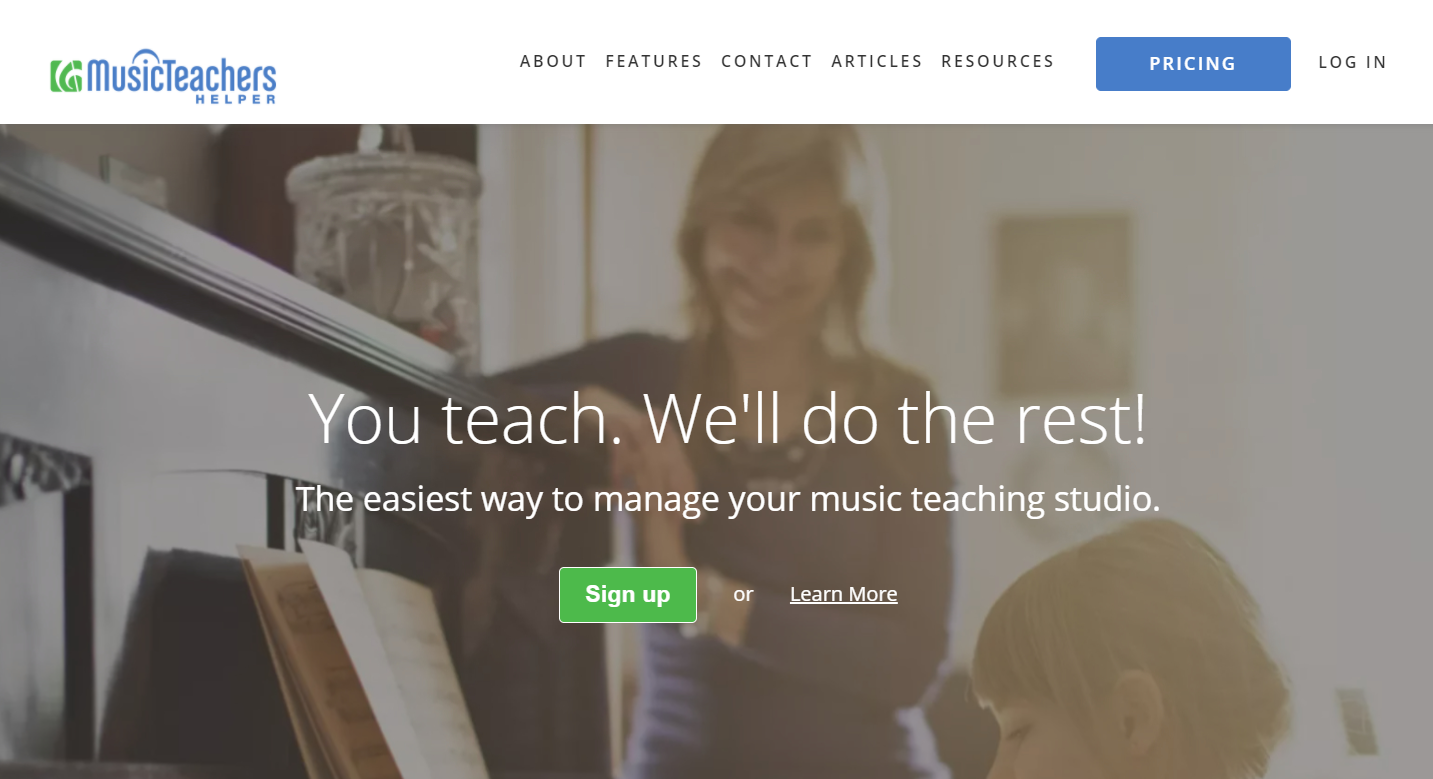 MusicTeachers
HELPER
ABOUT FEATURES CONTACT ARTICLES RESOURCES PRICING LOG IN
You teach. We'll do the rest!
The easiest way to manage your music teaching studio.
Sign up or Learn More